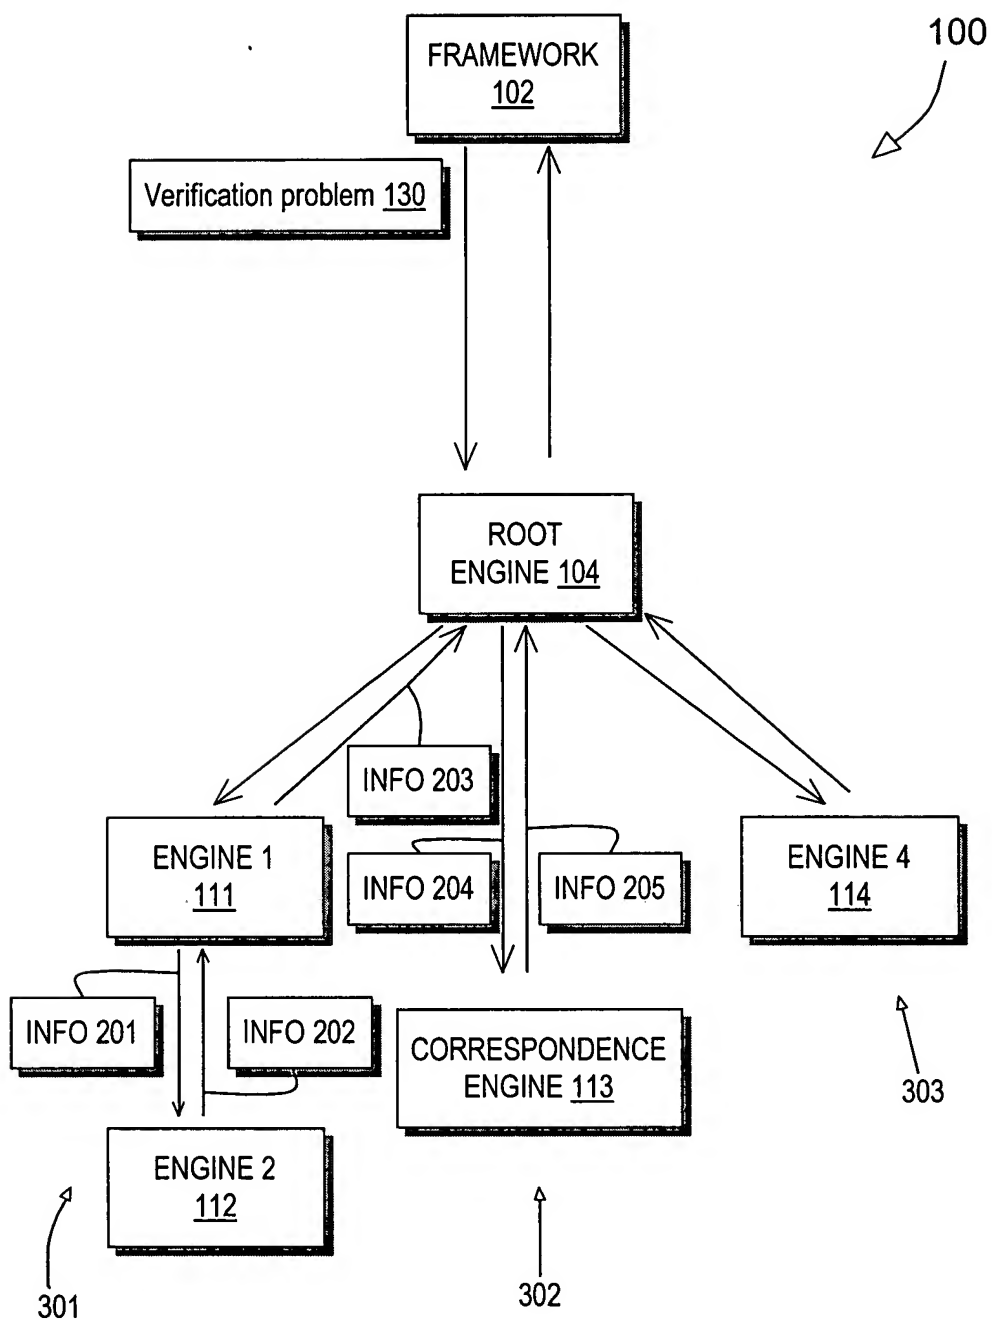 100
FRAMEWORK
102
Verification problem 130
ROOT
ENGINE 104
INFO 203
ENGINE 1
111
INFO 204
INFO 205
ENGINE 4
114
INFO 201
INFO 202
CORRESPONDENCE
ENGINE 113
303
ENGINE 2
112
301
302